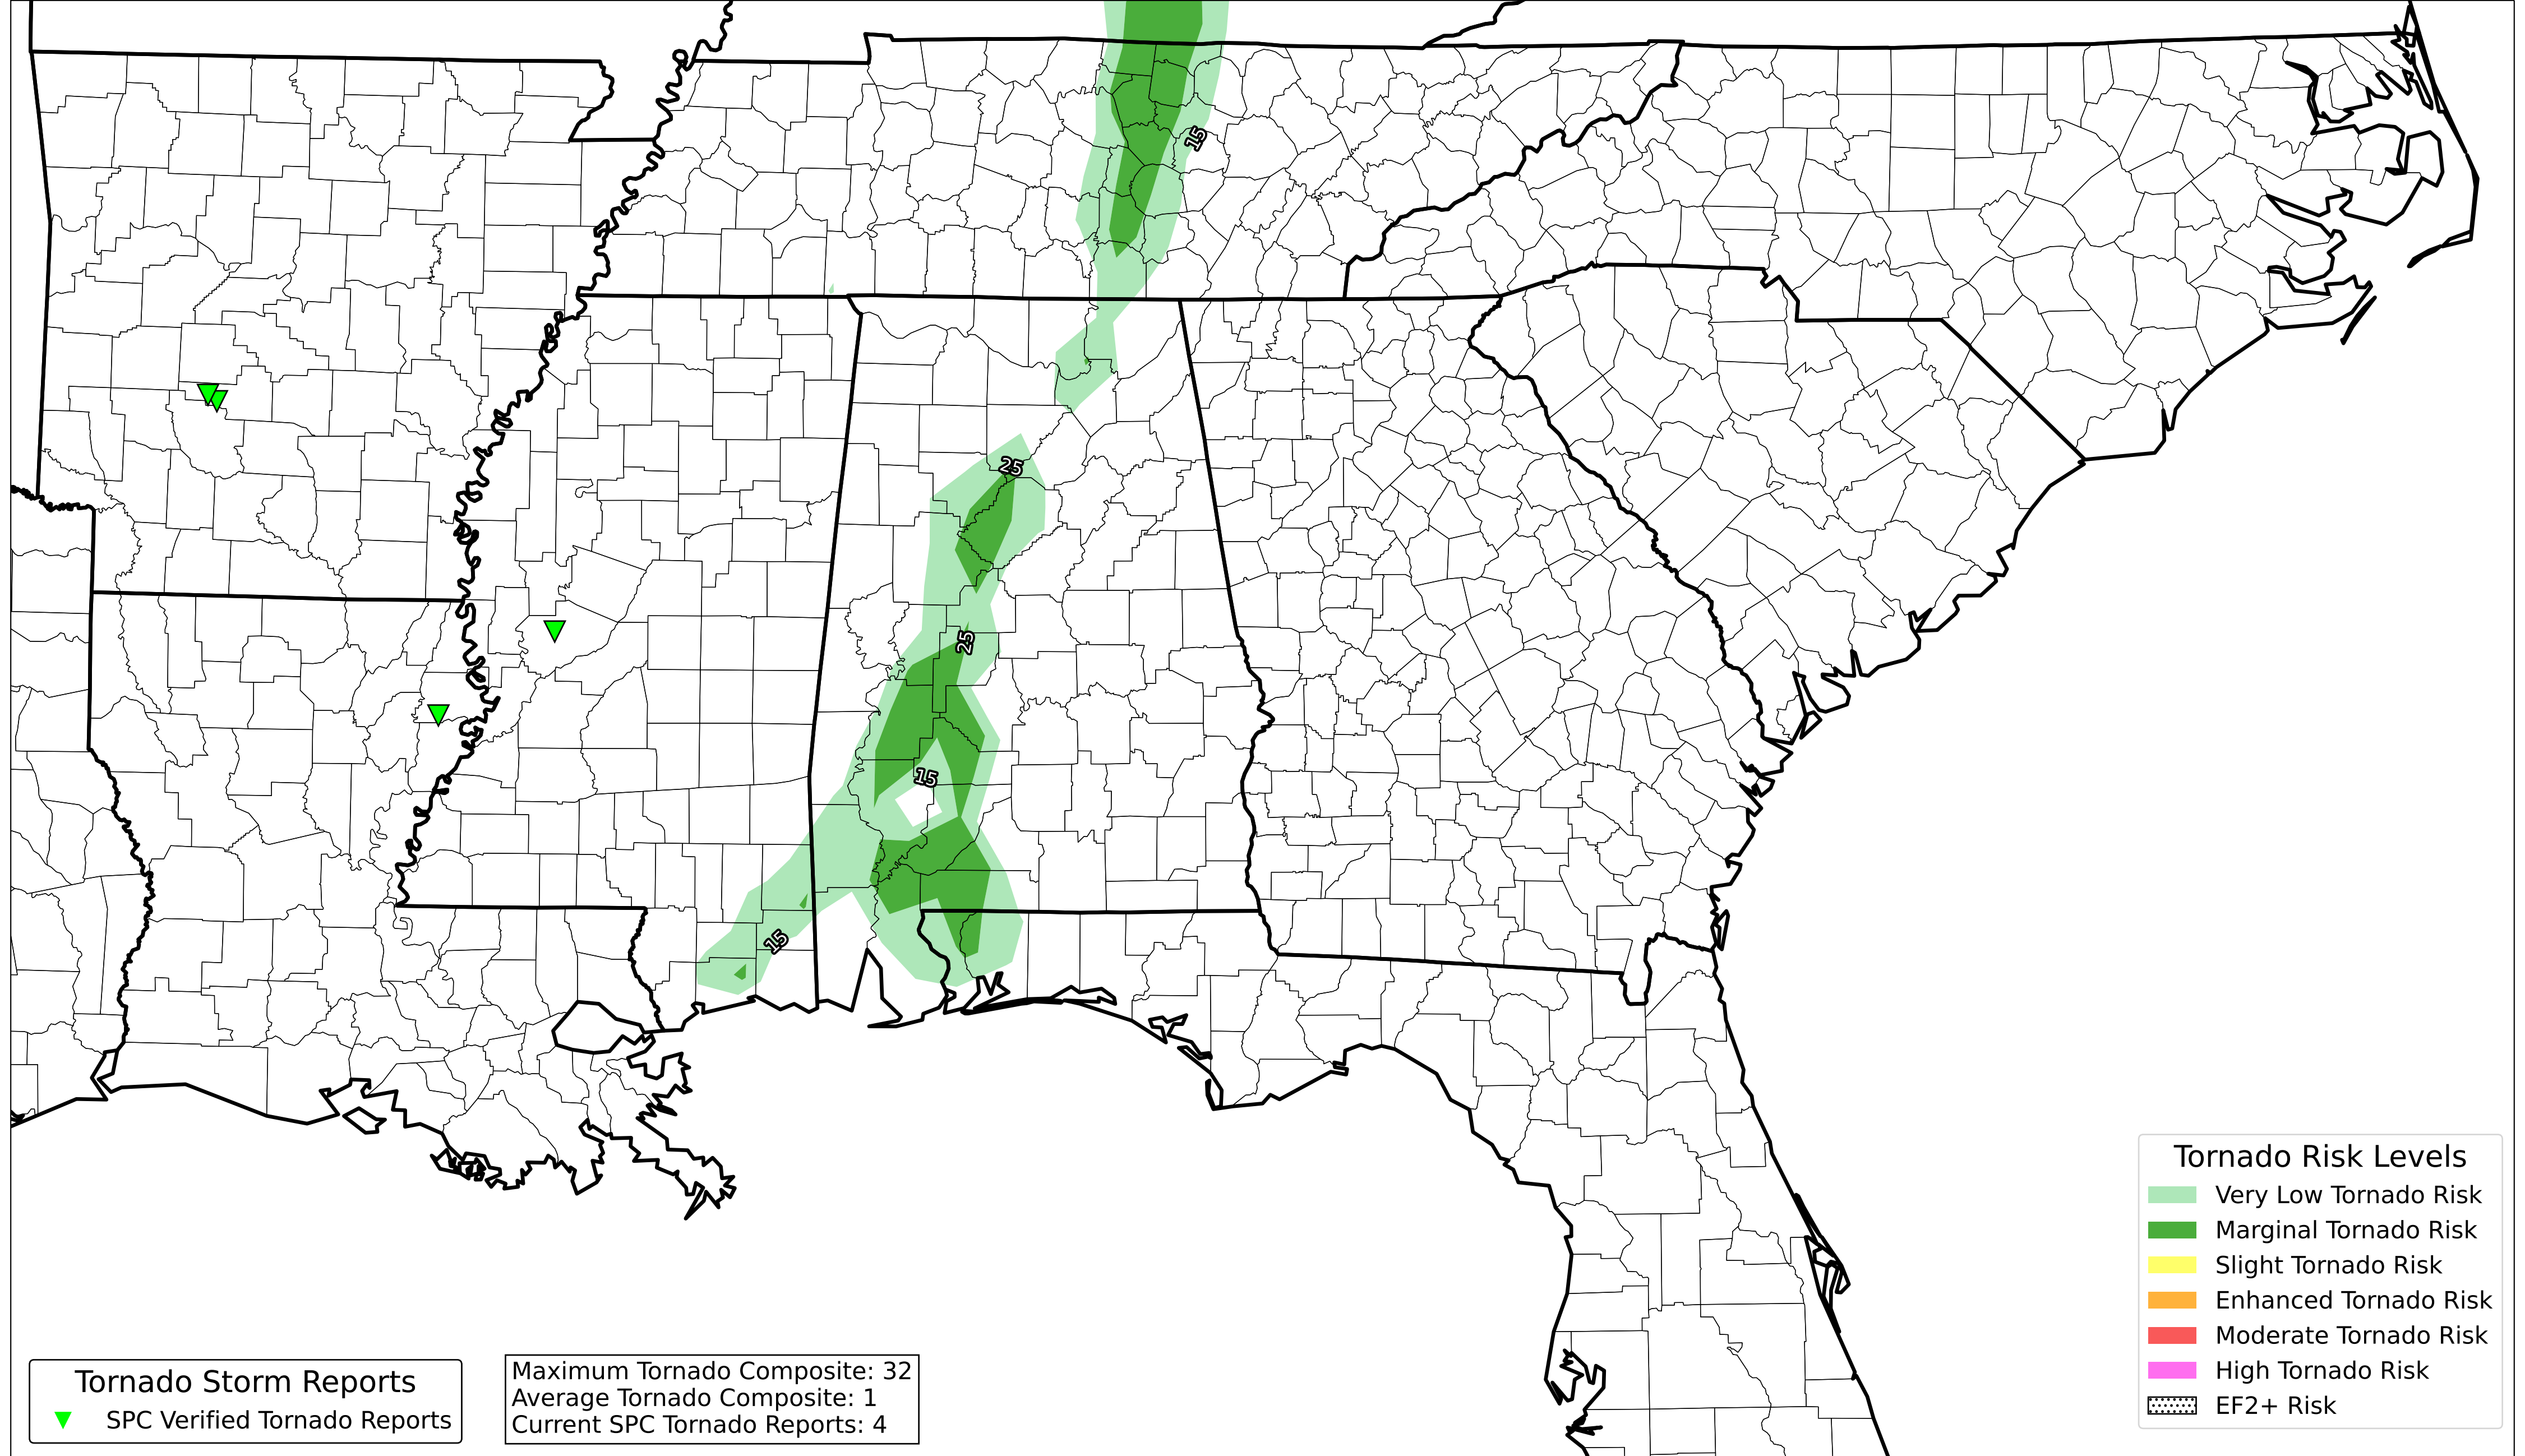 15
25
25
15
15
Tornado Risk Levels
Very Low Tornado Risk
Marginal Tornado Risk
Slight Tornado Risk
Enhanced Tornado Risk
Moderate Tornado Risk
High Tornado Risk
EF2+ Risk
Tornado Storm Reports
SPC Verified Tornado Reports
Maximum Tornado Composite: 32
Average Tornado Composite: 1
Current SPC Tornado Reports: 4